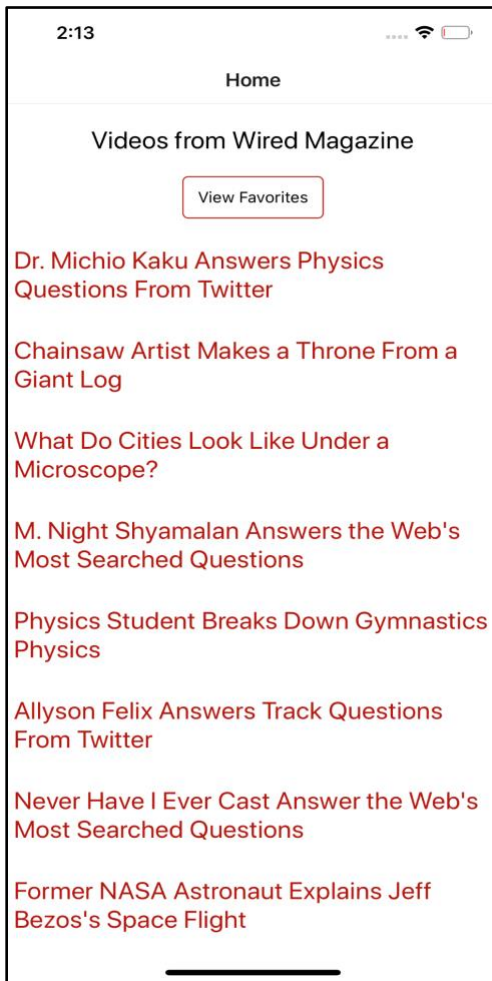 2:13
Home
Videos from Wired Magazine
View Favorites
Dr. Michio Kaku Answers Physics
Questions From Twitter
Chainsaw Artist Makes a Throne From a
Giant Log
What Do Cities Look Like Under a
Microscope?
M. Night Shyamalan Answers the Web's
Most Searched Questions
Physics Student Breaks Down Gymnastics
Physics
Allyson Felix Answers Track Questions
From Twitter
Never Have I Ever Cast Answer the Web's
Most Searched Questions
Former NASA Astronaut Explains Jeff
Bezos's Space Flight